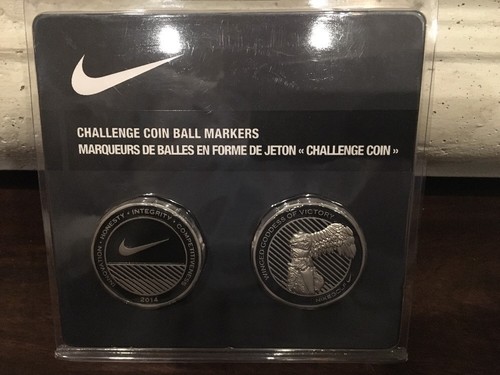 CHALLENGE COIN BALL MARKERS
MARQUEURS DE BALLES EN FORME DE JETON « CHALLENGE COIN »
INNOVATION • HONESTY • INTEGRITY • COMPETITIVENESS
2014
WINGED GODDESS OF VICTORY